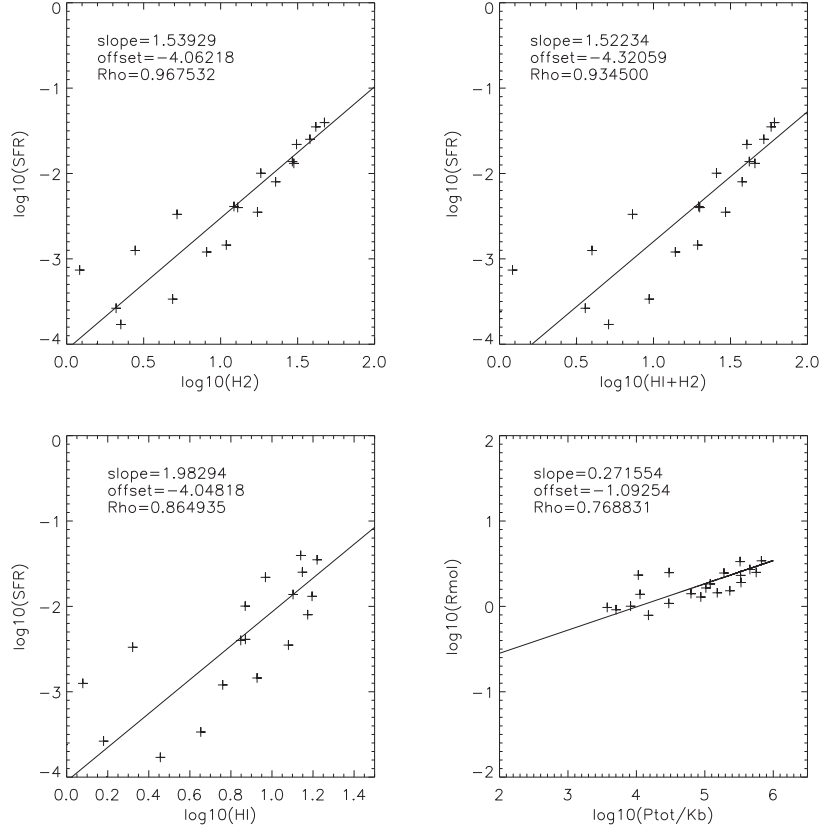 0
slope=1.53929
offset=−4.06218
Rho=0.967532
−1
log10(SFR)
−2
−3
−4
0.0 0.5 1.0 1.5 2.0
log10(H2)
0
slope=1.52234
offset=−4.32059
Rho=0.934500
−1
log10(SFR)
−2
−3
−4
0.0 0.5 1.0 1.5 2.0
log10(HI+H2)
0
slope=1.98294
offset=−4.04818
Rho=0.864935
−1
log10(SFR)
−2
−3
−4
0.0 0.2 0.4 0.6 0.8 1.0 1.2 1.4
log10(HI)
2
slope=0.271554
offset=−1.09254
Rho=0.768831
1
log10(Rmol)
0
−1
−2
2 3 4 5 6
log10(Ptot/Kb)